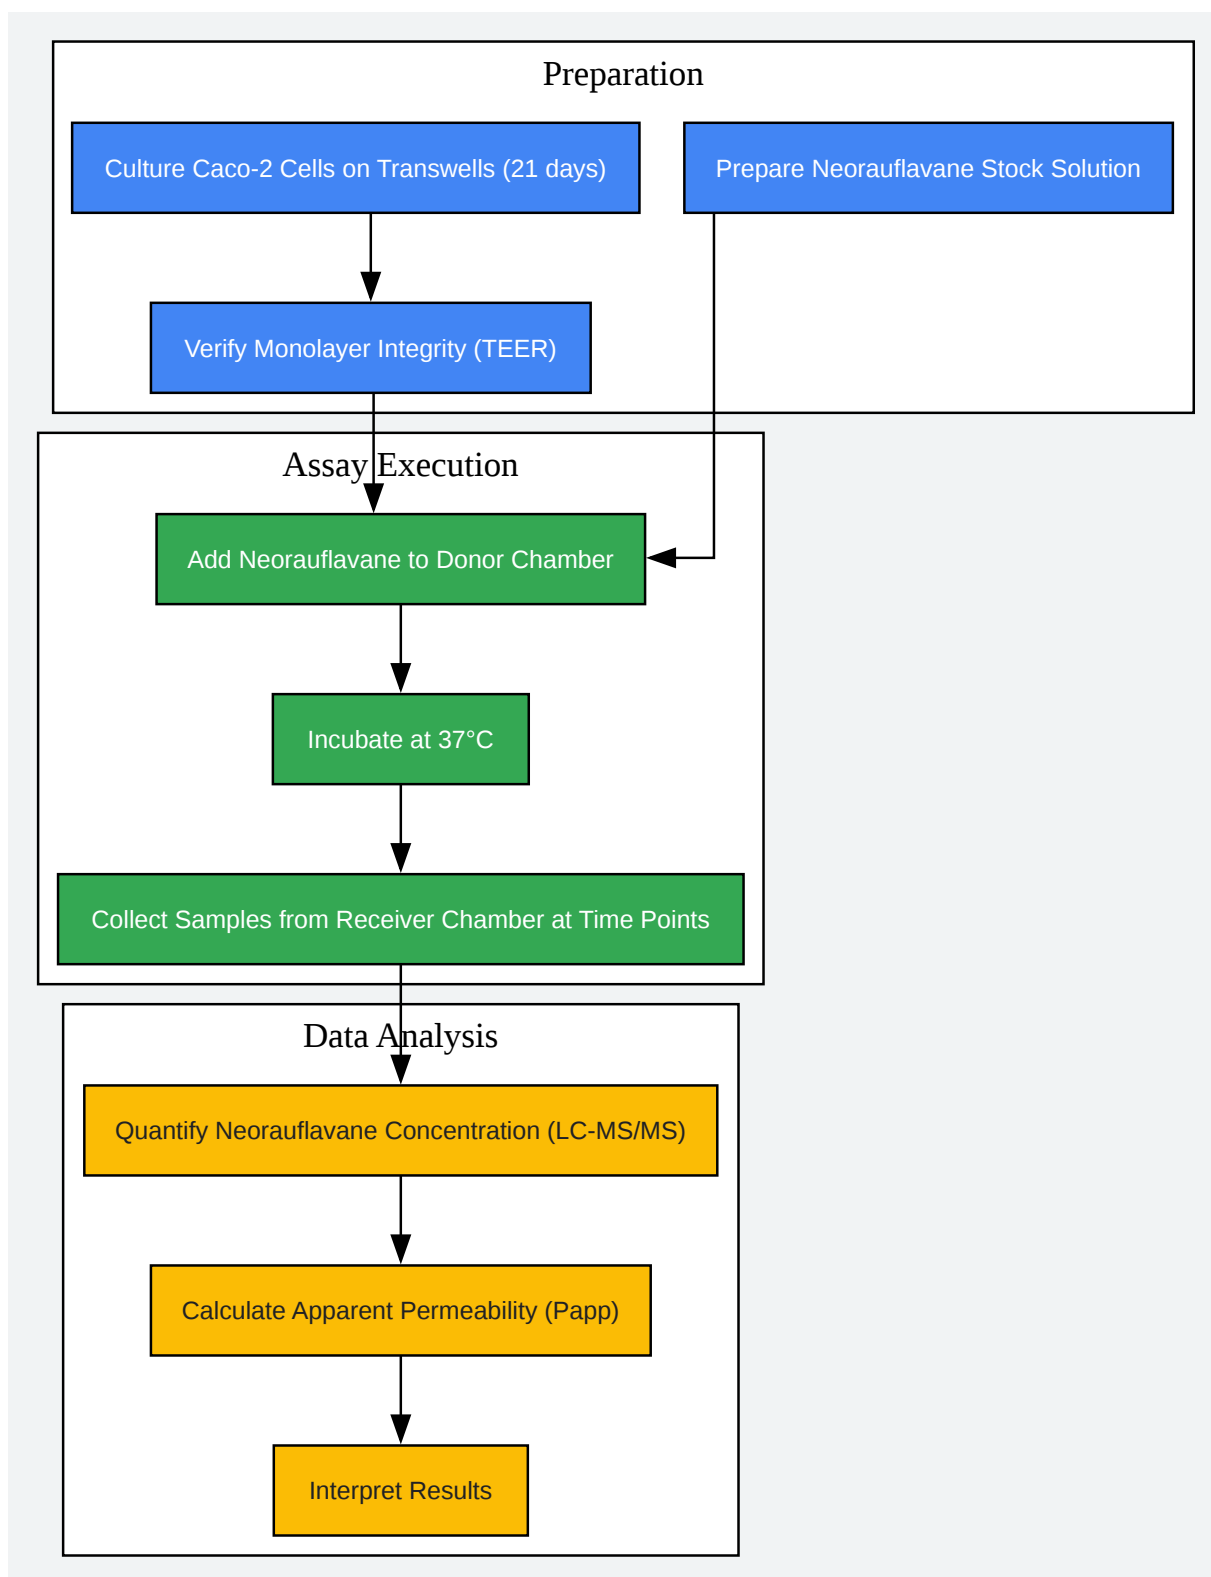 Preparation
Culture Caco-2 Cells on Transwells (21 days)
Prepare Neorauflavane Stock Solution
Verify Monolayer Integrity (TEER)
Assay Execution
Add Neorauflavane to Donor Chamber
Incubate at 37°C
Collect Samples from Receiver Chamber at Time Points
Data Analysis
Quantify Neorauflavane Concentration (LC-MS/MS)
Calculate Apparent Permeability (Papp)
Interpret Results